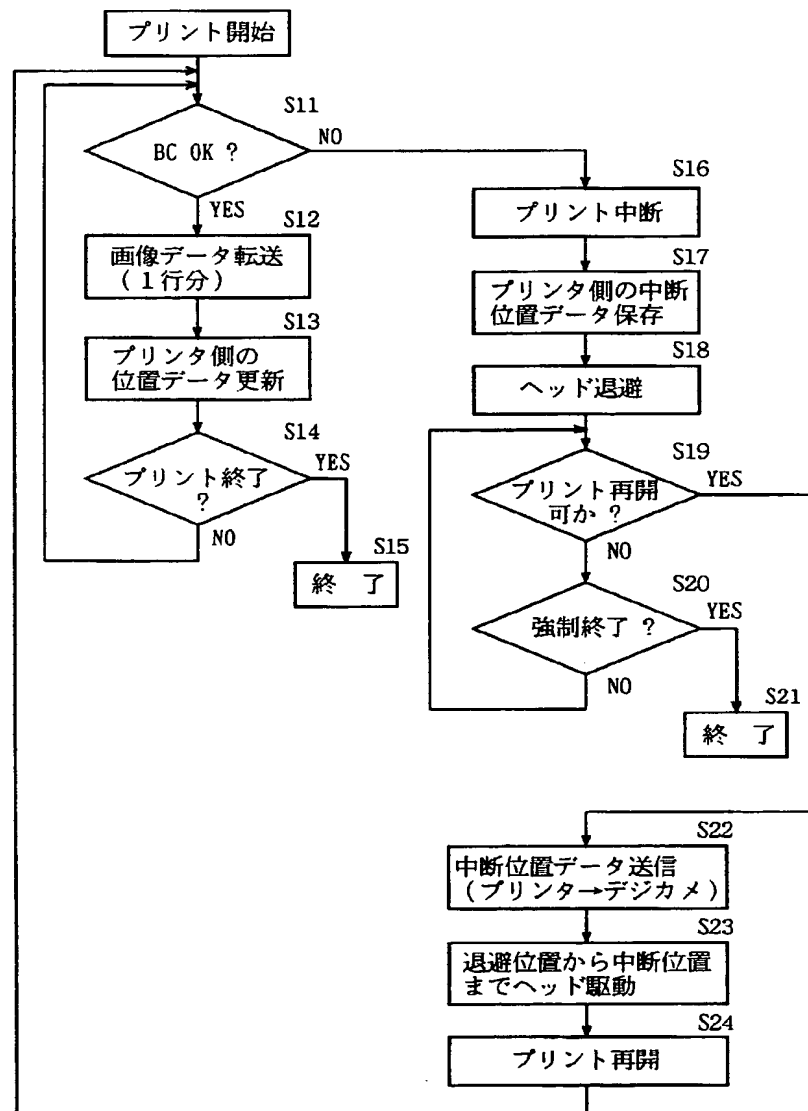 プリント開始
S11
BC OK ?
NO
YES
S12
画像データ転送
(1行分)
S13
プリンタ側の
位置データ更新
S14
プリント終了
?
YES
NO
S15
終 了
S16
プリント中断
S17
プリンタ側の中断
位置データ保存
S18
ヘッド退避
S19
プリント再開
可か ?
YES
NO
S20
強制終了 ?
YES
NO
S21
終 了
S22
中断位置データ送信
(プリンタ→デジカメ)
S23
退避位置から中断位置
までヘッド駆動
S24
プリント再開